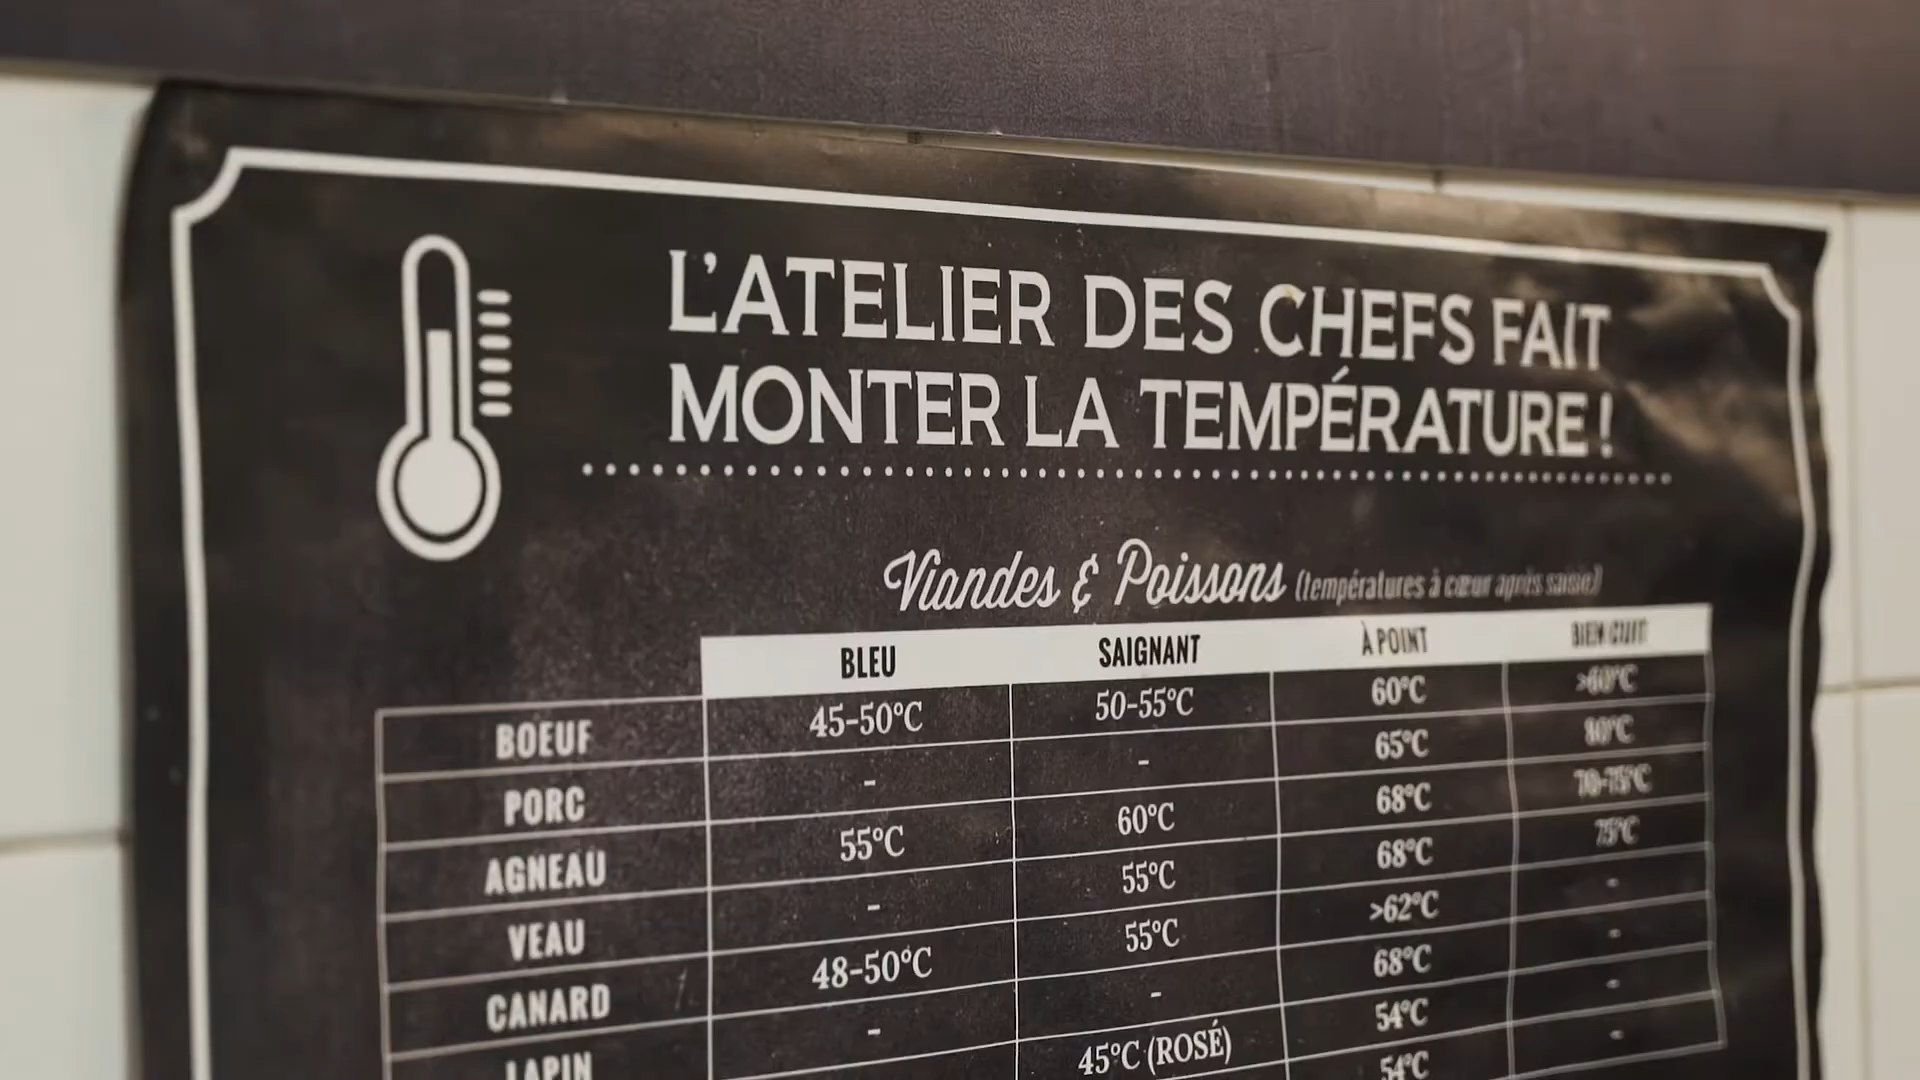 L'ATELIER DES CHEFS FAIT
MONTER LA TEMPÉRATURE !
Viandes & Poissons (températures à cœur après saisie)
BLEU SAIGNANT À POINT BIEN CUIT
BOEUF 45-50°C 50-55°C 60°C >60°C
PORC - - 65°C 80°C
AGNEAU 55°C 60°C 68°C 70-75°C
VEAU - 55°C 68°C 75°C
CANARD 48-50°C 55°C >62°C -
LAPIN - - 68°C -
45°C (ROSÉ) 54°C -
54°C -